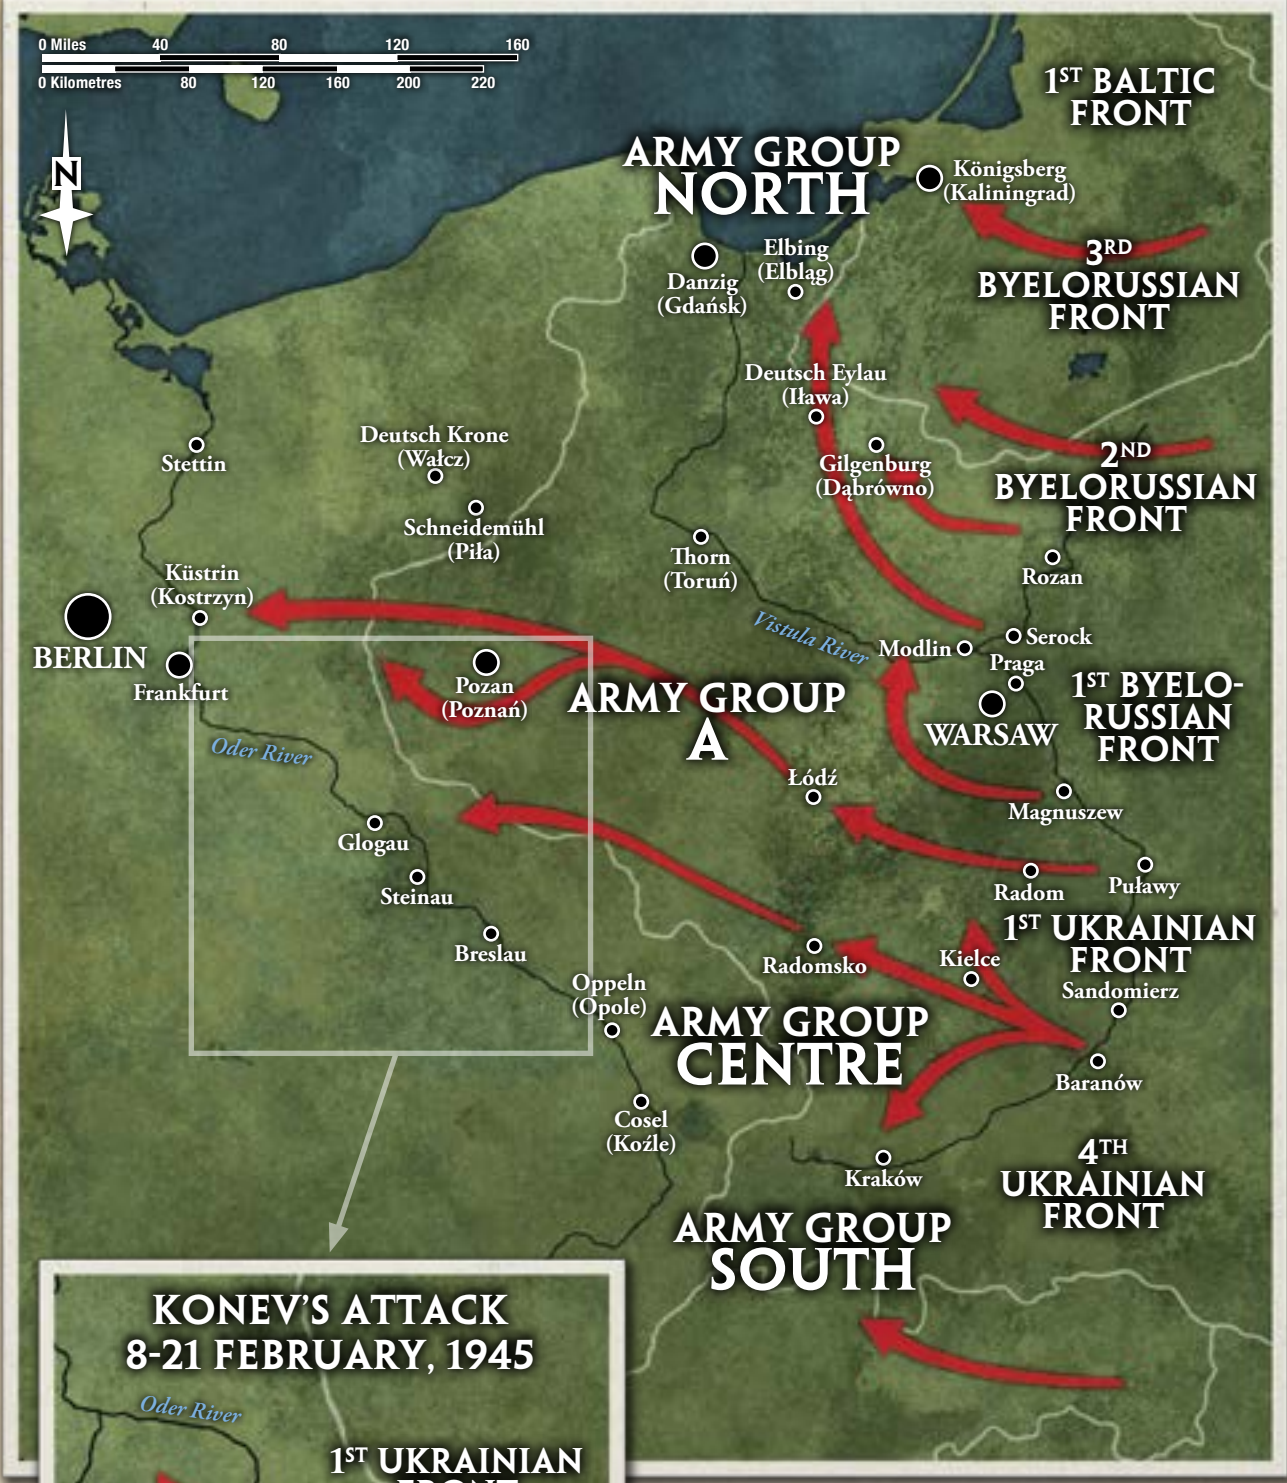 0 Miles 40 80 120 160
0 Kilometres 80 120 160 200 220
N
1ST BALTIC
FRONT
ARMY GROUP
NORTH
Königsberg
(Kaliningrad)
3RD
BYELORUSSIAN
FRONT
Elbing
(Elbląg)
Danzig
(Gdańsk)
Deutsch Eylau
(Iława)
Deutsch Krone
(Wałcz)
Stettin
Gilgenburg
(Dąbrówno)
2ND
BYELORUSSIAN
FRONT
Schneidemühl
(Piła)
Thorn
(Toruń)
Rozan
Küstrin
(Kostrzyn)
BERLIN
Frankfurt
Vistula River
Modlin
Serock
Praga
WARSAW
1ST BYELO-
RUSSIAN
FRONT
Pozan
(Poznań)
ARMY GROUP
A
Oder River
Łódź
Magnuszew
Glogau
Steinau
Radom
Puławy
Breslau
Radomsko
Kielce
1ST UKRAINIAN
FRONT
Sandomierz
Oppeln
(Opole)
ARMY GROUP
CENTRE
Baranów
Cosel
(Koźle)
Kraków
4TH
UKRAINIAN
FRONT
ARMY GROUP
SOUTH
KONEV'S ATTACK
8-21 FEBRUARY, 1945
Oder River
1ST UKRAINIAN
FRONT